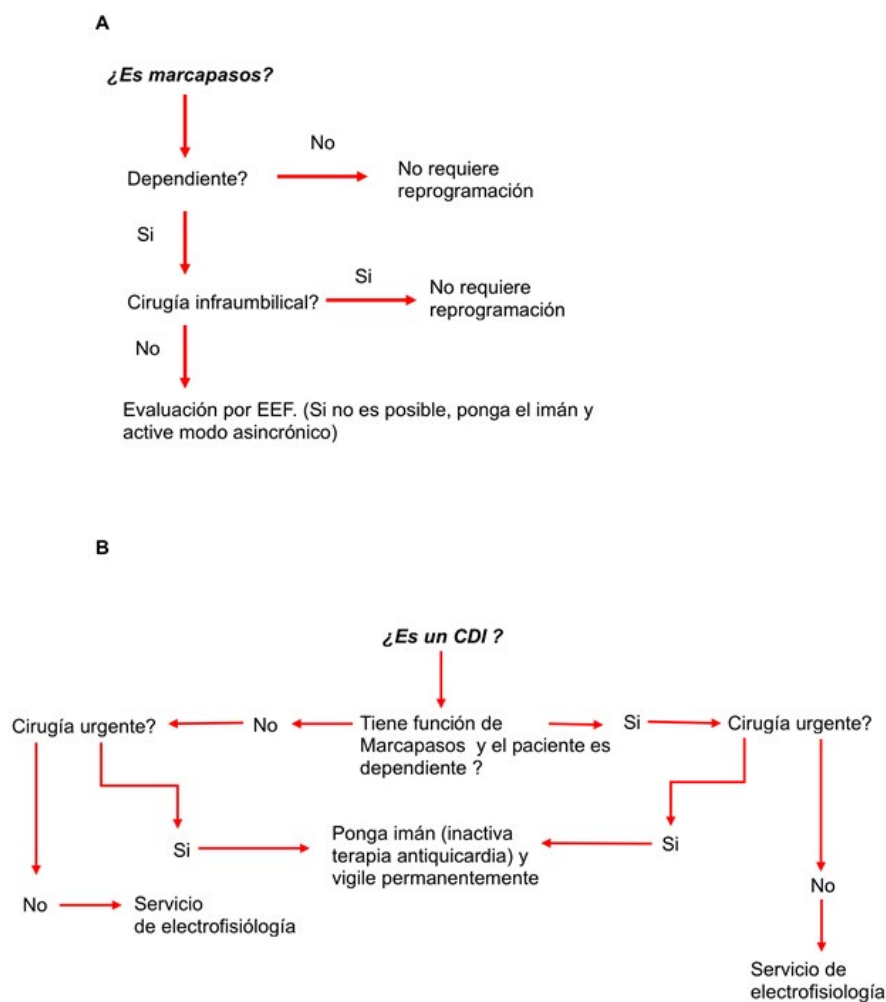 A
¿Es marcapasos?
No
Dependiente?
No requiere
reprogramación
Si
Si
Cirugía infraumbilical?
No requiere
reprogramación
No
Evaluación por EEF. (Si no es posible, ponga el imán y
active modo asincrónico)
B
¿Es un CDI ?
Cirugía urgente?
No
Tiene función de
Marcapasos y el paciente es
dependiente ?
Si
Cirugía urgente?
Si
Ponga imán (inactiva
terapia antiquicardia) y
vigile permanentemente
Si
No
Servicio
de electrofisiólogía
No
Servicio de
electrofisiología